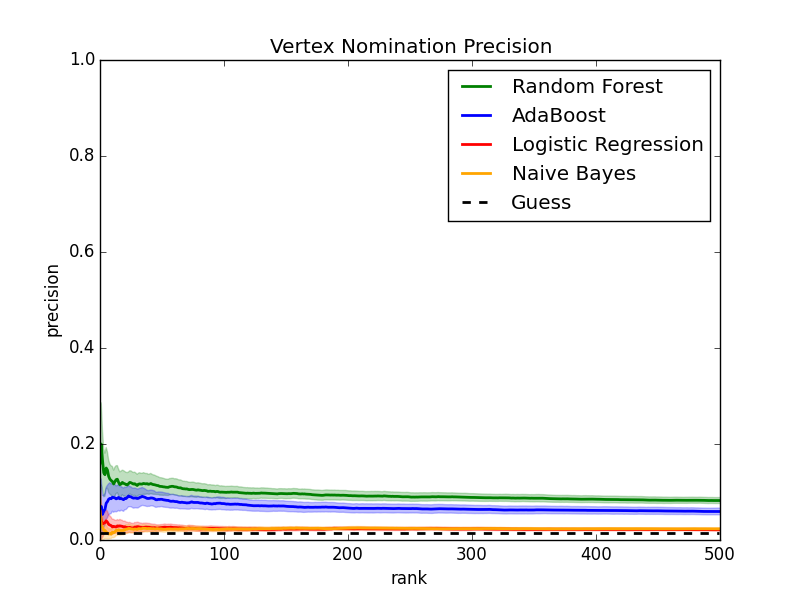 Vertex Nomination Precision
1.0
0.8
0.6
0.4
0.2
0.0
precision
Random Forest
AdaBoost
Logistic Regression
Naive Bayes
Guess
0
100
200
300
400
500
rank